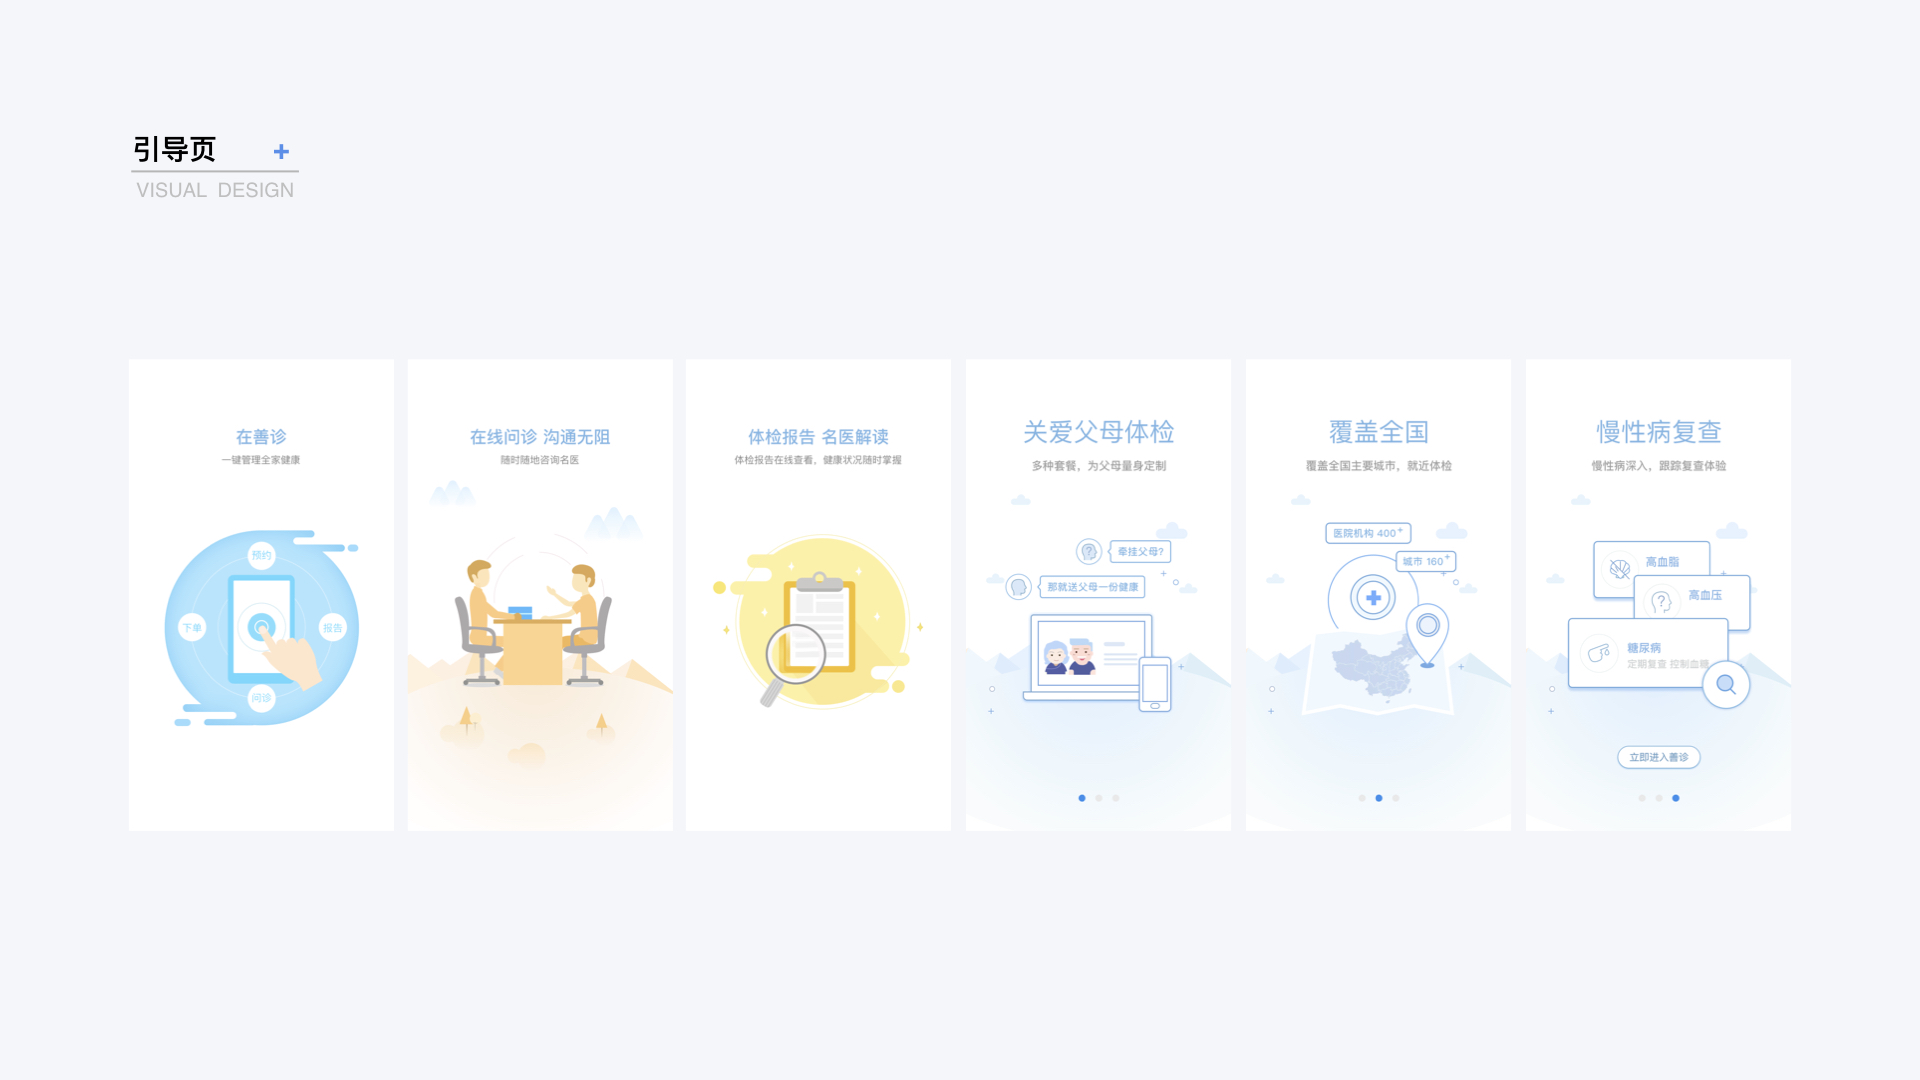 引导页 +
VISUAL DESIGN
在善诊
一键管理全家健康
预约
下单
报告
问诊
在线问诊 沟通无阻
随时随地咨询名医
体检报告 名医解读
体检报告在线查看，健康状况随时掌握
关爱父母体检
多种套餐，为父母量身定制
牵挂父母?
那就送父母一份健康
覆盖全国
覆盖全国主要城市，就近体检
医院机构 400+
城市 160+
慢性病复查
慢性病深入，跟踪复查体验
高血脂
高血压
糖尿病
定期复查 控制血糖
立即进入善诊